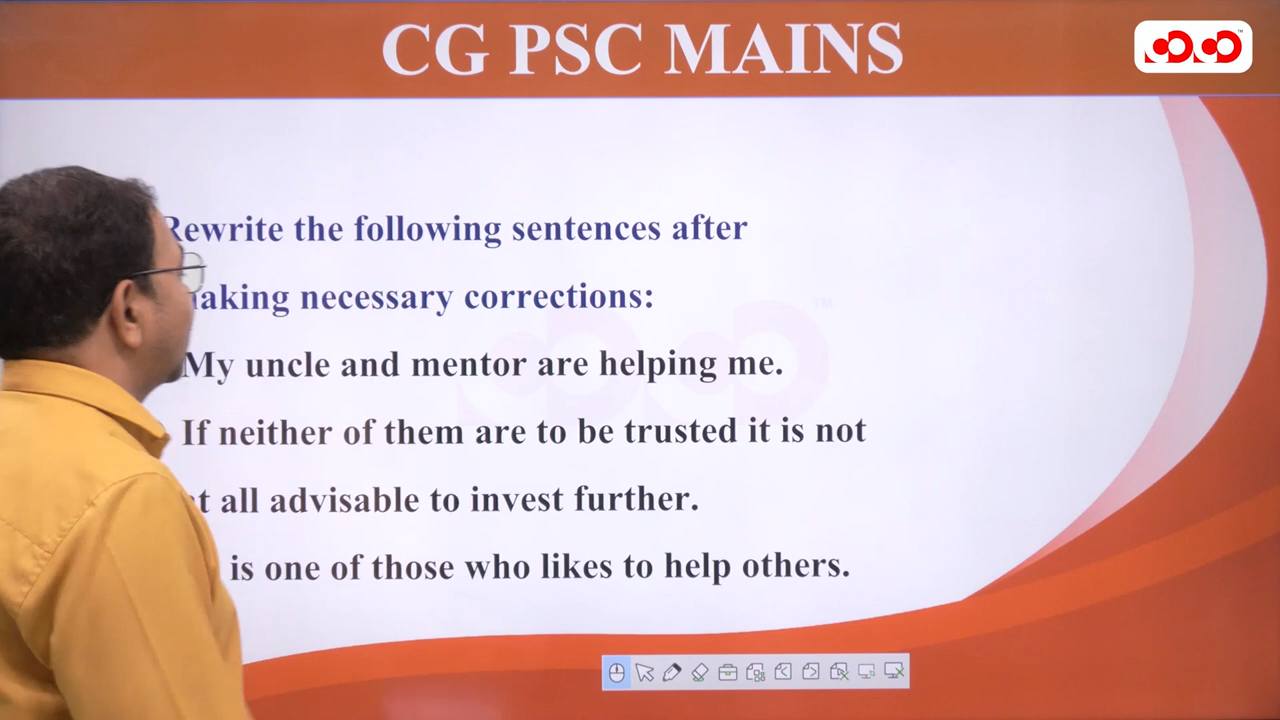 CG PSC MAINS
Rewrite the following sentences after
making necessary corrections:
My uncle and mentor are helping me.
If neither of them are to be trusted it is not
at all advisable to invest further.
is one of those who likes to help others.